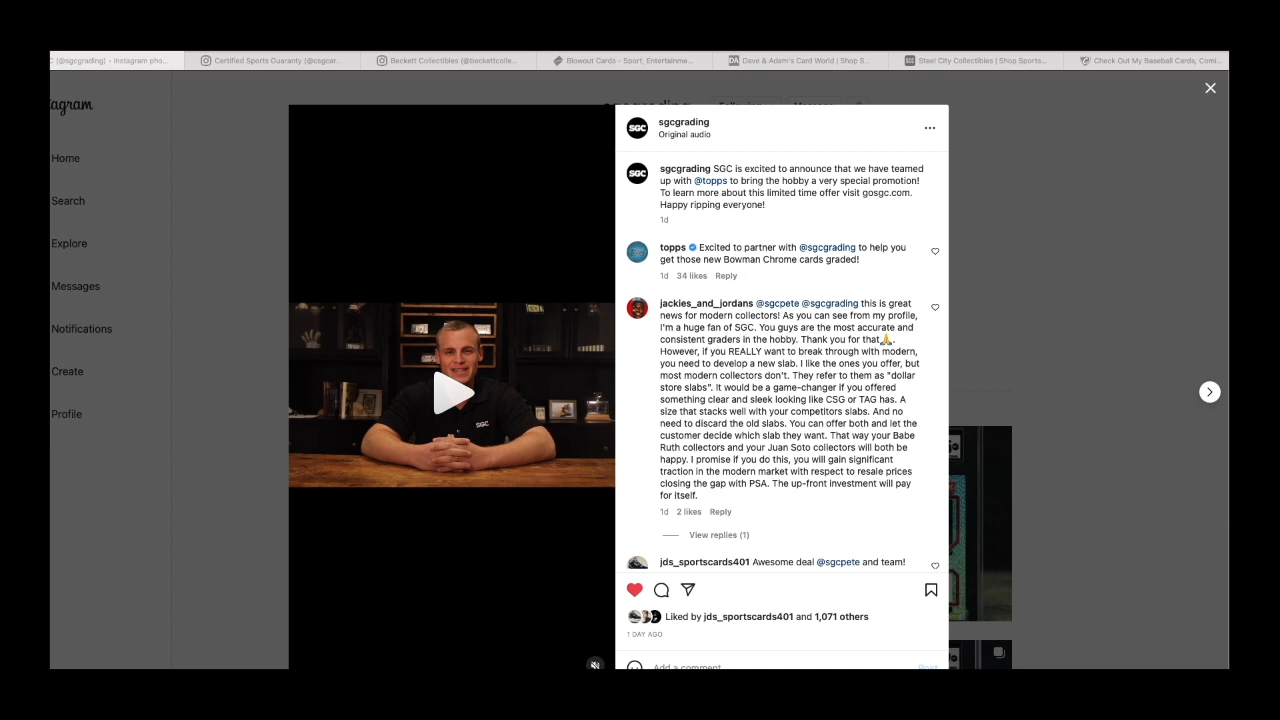 C (@sgcgrading) • Instagram pho...
Certified Sports Guaranty (@csgcer...
Beckett Collectibles (@beckettcolle...
Blowout Cards - Sport, Entertainme...
DA Dave & Adam's Card World | Shop S...
Steel City Collectibles | Shop Sports...
Check Out My Baseball Cards, Comi...
agram
Home
Search
Explore
Messages
Notifications
Create
Profile
SGC
SGC
sgcgrading
Original audio
SGC
sgcgrading SGC is excited to announce that we have teamed
up with @topps to bring the hobby a very special promotion!
To learn more about this limited time offer visit gosgc.com.
Happy ripping everyone!
1d
topps Excited to partner with @sgcgrading to help you
get those new Bowman Chrome cards graded!
1d 34 likes Reply
jackies_and_jordans @sgcpete @sgcgrading this is great
news for modern collectors! As you can see from my profile,
I'm a huge fan of SGC. You guys are the most accurate and
consistent graders in the hobby. Thank you for that🙏.
However, if you REALLY want to break through with modern,
you need to develop a new slab. I like the ones you offer, but
most modern collectors don't. They refer to them as "dollar
store slabs". It would be a game-changer if you offered
something clear and sleek looking like CSG or TAG has. A
size that stacks well with your competitors slabs. And no
need to discard the old slabs. You can offer both and let the
customer decide which slab they want. That way your Babe
Ruth collectors and your Juan Soto collectors will both be
happy. I promise if you do this, you will gain significant
traction in the modern market with respect to resale prices
closing the gap with PSA. The up-front investment will pay
for itself.
1d 2 likes Reply
View replies (1)
jds_sportscards401 Awesome deal @sgcpete and team!
Liked by jds_sportscards401 and 1,071 others
1 DAY AGO
Add a comment...
Post